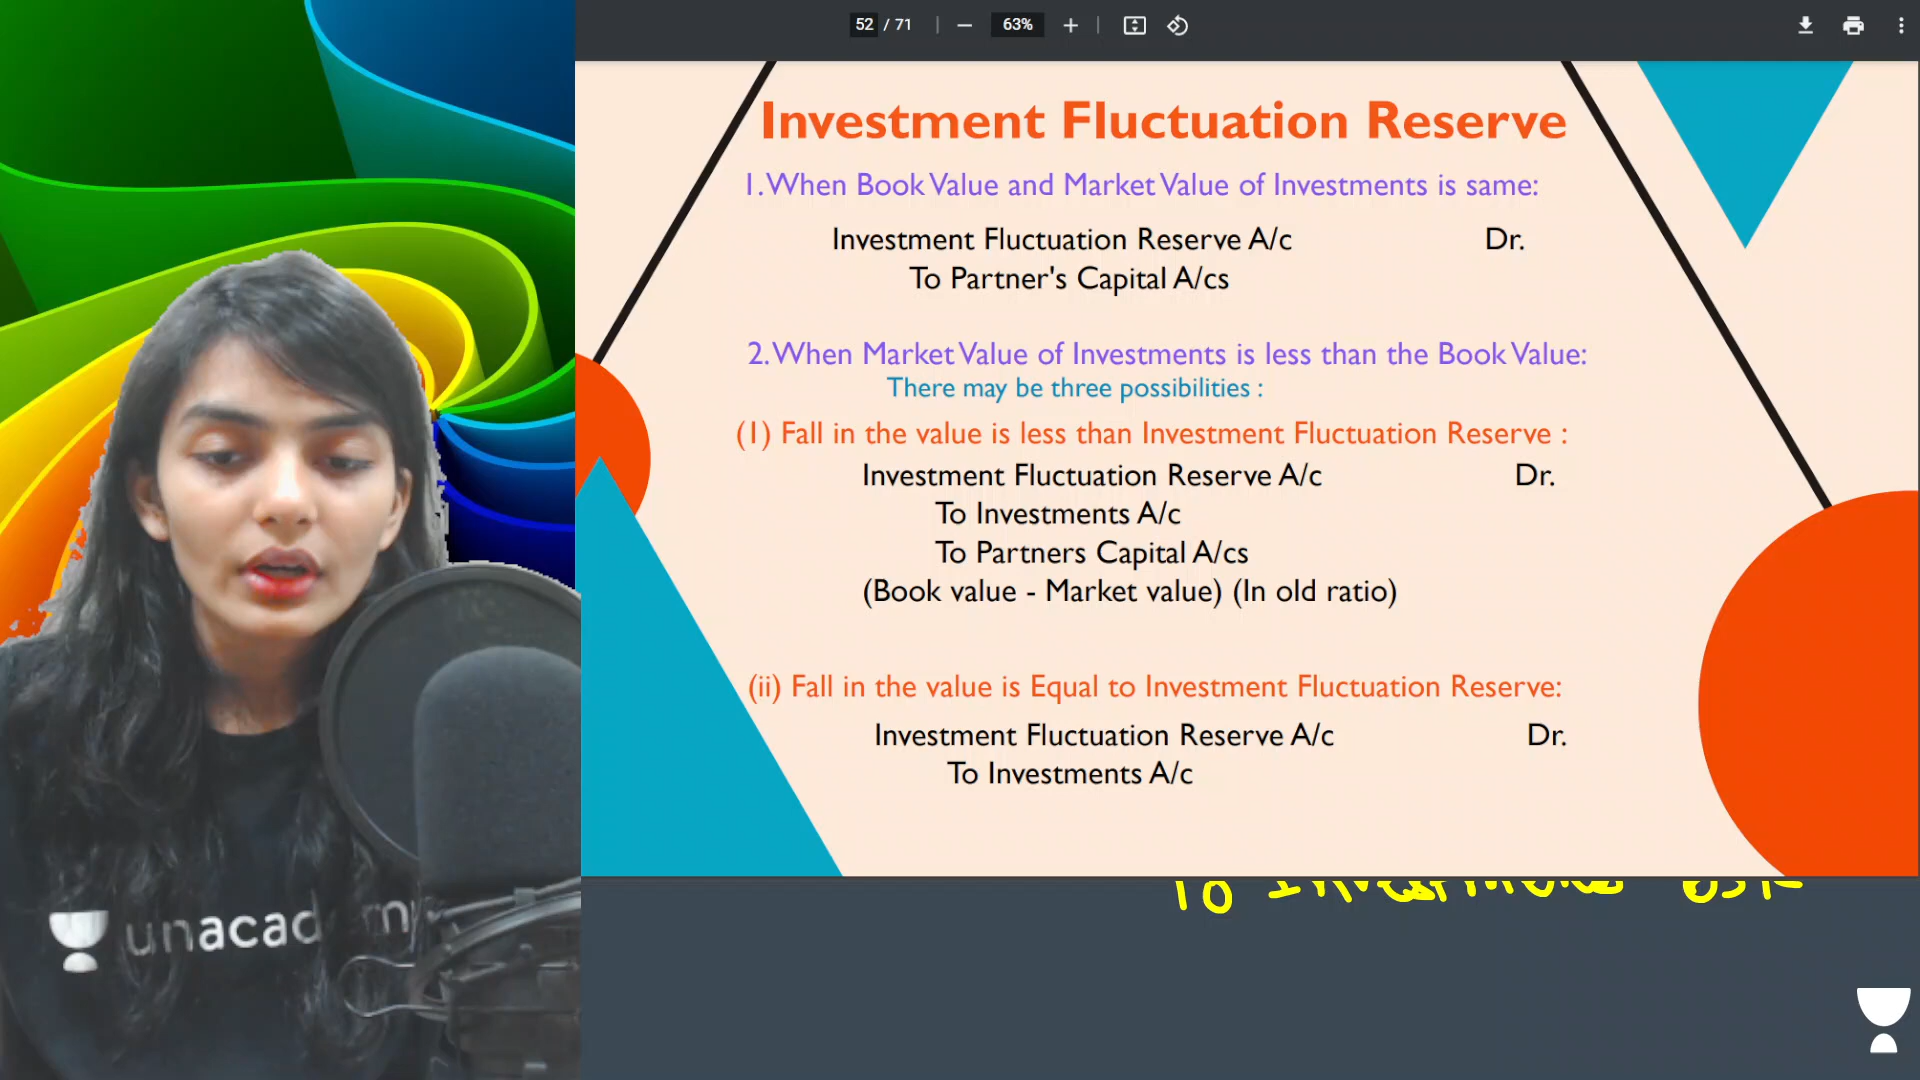 52 / 71
63%
Investment Fluctuation Reserve
1. When Book Value and Market Value of Investments is same:
Investment Fluctuation Reserve A/c Dr.
To Partner's Capital A/cs
2. When Market Value of Investments is less than the Book Value:
There may be three possibilities :
(1) Fall in the value is less than Investment Fluctuation Reserve :
Investment Fluctuation Reserve A/c Dr.
To Investments A/c
To Partners Capital A/cs
(Book value - Market value) (In old ratio)
(ii) Fall in the value is Equal to Investment Fluctuation Reserve:
Investment Fluctuation Reserve A/c Dr.
To Investments A/c
To
unacad